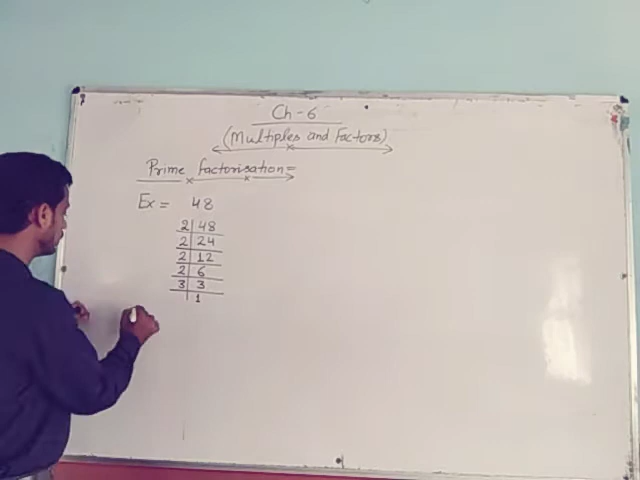 Ch-6
(Multiples and Factors)
Prime factorisation=
Ex = 48
2 48
2 24
2 12
2 6
3 3
1